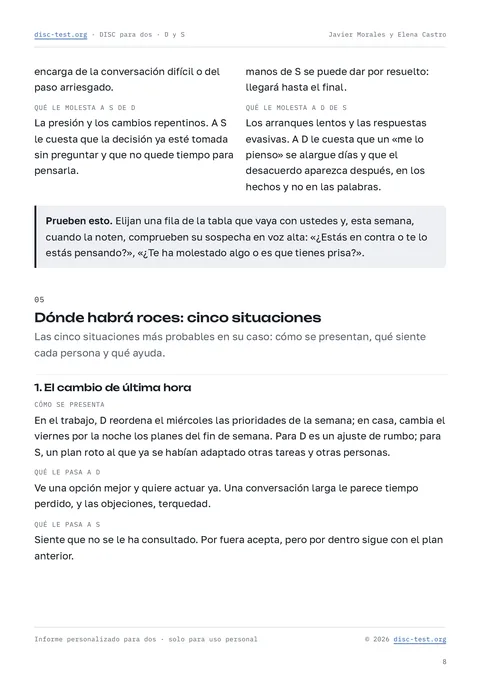 disc-test.org · DISC para dos · D y S
Javier Morales y Elena Castro
encarga de la conversación difícil o del
paso arriesgado.
QUÉ LE MOLESTA A S DE D
La presión y los cambios repentinos. A S
le cuesta que la decisión ya esté tomada
sin preguntar y que no quede tiempo para
pensarla.
manos de S se puede dar por resuelto:
llegará hasta el final.
QUÉ LE MOLESTA A D DE S
Los arranques lentos y las respuestas
evasivas. A D le cuesta que un «me lo
pienso» se alargue días y que el
desacuerdo aparezca después, en los
hechos y no en las palabras.
Prueben esto. Elijan una fila de la tabla que vaya con ustedes y, esta semana,
cuando la noten, comprueben su sospecha en voz alta: «¿Estás en contra o te lo
estás pensando?», «¿Te ha molestado algo o es que tienes prisa?».
05
Dónde habrá roces: cinco situaciones
Las cinco situaciones más probables en su caso: cómo se presentan, qué siente
cada persona y qué ayuda.
1. El cambio de última hora
CÓMO SE PRESENTA
En el trabajo, D reordena el miércoles las prioridades de la semana; en casa, cambia el
viernes por la noche los planes del fin de semana. Para D es un ajuste de rumbo; para
S, un plan roto al que ya se habían adaptado otras tareas y otras personas.
QUÉ LE PASA A D
Ve una opción mejor y quiere actuar ya. Una conversación larga le parece tiempo
perdido, y las objeciones, terquedad.
QUÉ LE PASA A S
Siente que no se le ha consultado. Por fuera acepta, pero por dentro sigue con el plan
anterior.
Informe personalizado para dos · solo para uso personal
© 2026 disc-test.org
8